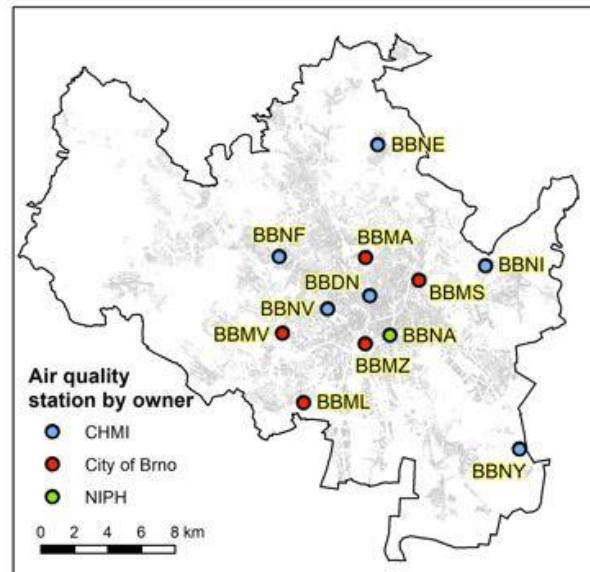 BBNE
BBNF
BBMA
BBNI
BBDN
BBMS
BBNV
BBMV
BBNA
BBMZ
BBML
BBNY
Air quality
station by owner
CHMI
City of Brno
NIPH
0 2 4 6 8 km